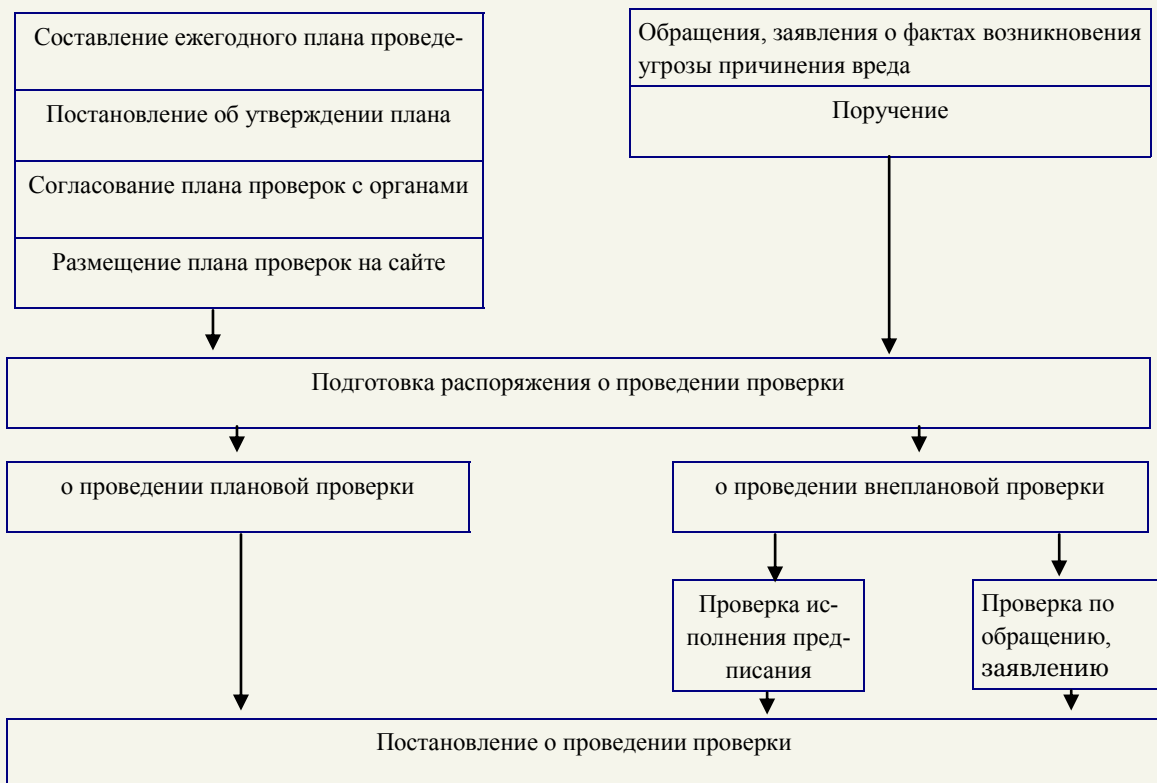 Составление ежегодного плана проведе-
Постановление об утверждении плана
Согласование плана проверок с органами
Размещение плана проверок на сайте
Обращения, заявления о фактах возникновения
угрозы причинения вреда
Поручение
Подготовка распоряжения о проведении проверки
о проведении плановой проверки
о проведении внеплановой проверки
Проверка ис-
полнения пред-
писания
Проверка по
обращению,
заявлению
Постановление о проведении проверки